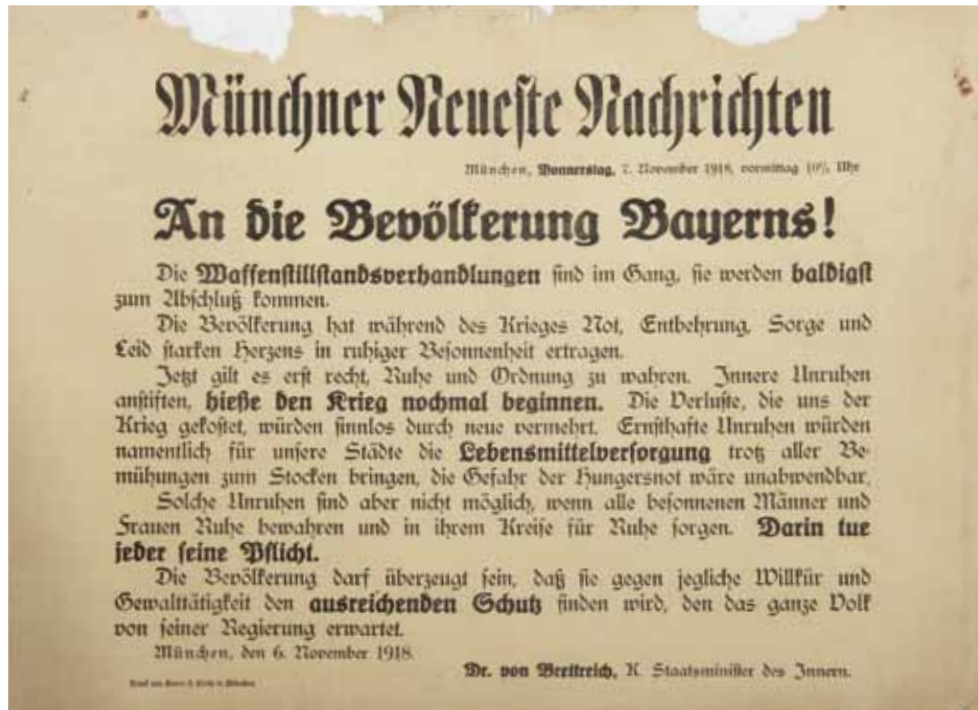 Münchner Neueste Nachrichten
München, Donnerstag, 7. November 1918, vormittag 10½ Uhr
An die Bevölkerung Bayerns!
Die Waffenstillstandsverhandlungen sind im Gang, sie werden baldigst
zum Abschluß kommen.
Die Bevölkerung hat während des Krieges Not, Entbehrung, Sorge und
Leid starken Herzens in ruhiger Besonnenheit ertragen.
Jetzt gilt es erst recht, Ruhe und Ordnung zu wahren. Innere Unruhen
anstiften, hieße den Krieg nochmal beginnen. Die Verluste, die uns der
Krieg gekostet, würden sinnlos durch neue vermehrt. Ernsthafte Unruhen würden
namentlich für unsere Städte die Lebensmittelversorgung trotz aller Be-
mühungen zum Stocken bringen, die Gefahr der Hungersnot wäre unabwendbar.
Solche Unruhen sind aber nicht möglich, wenn alle besonnenen Männer und
Frauen Ruhe bewahren und in ihrem Kreise für Ruhe sorgen. Darin tue
jeder seine Pflicht.
Die Bevölkerung darf überzeugt sein, daß sie gegen jegliche Willkür und
Gewalttätigkeit den ausreichenden Schutz finden wird, den das ganze Volk
von seiner Regierung erwartet.
München, den 6. November 1918.
Dr. von Brettreich, K. Staatsminister des Innern.